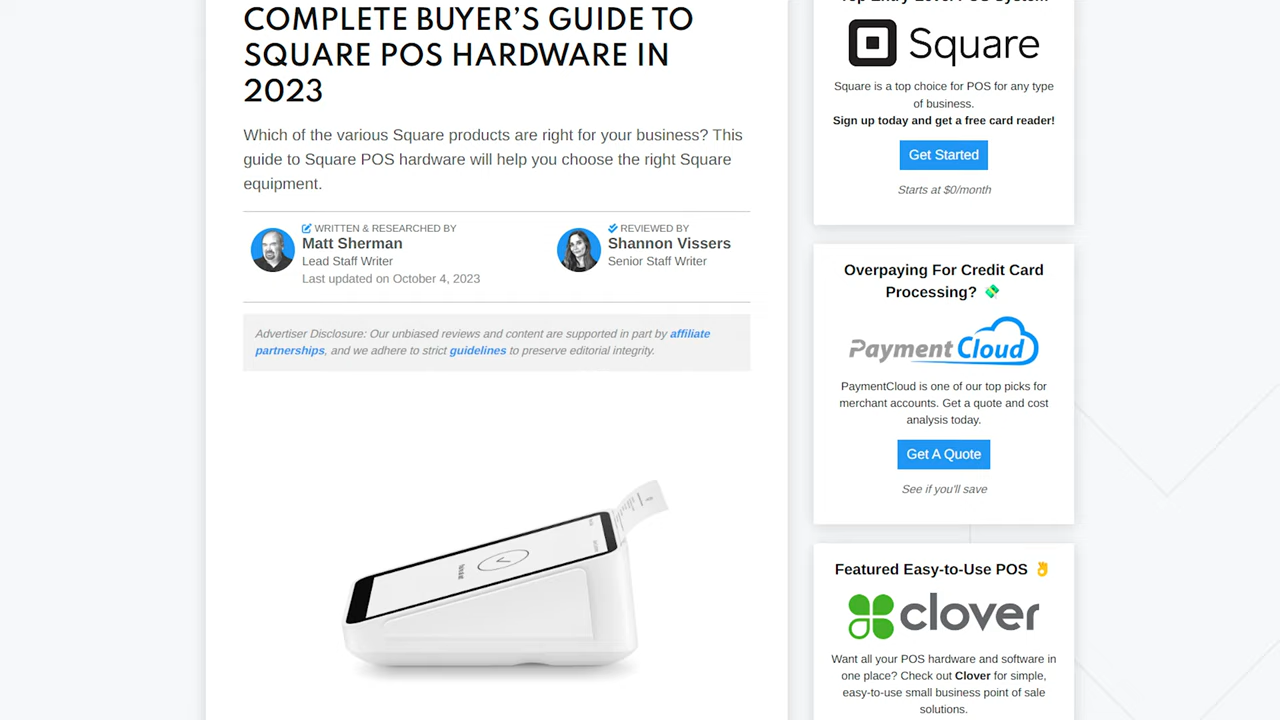 COMPLETE BUYER'S GUIDE TO
SQUARE POS HARDWARE IN
2023
Which of the various Square products are right for your business? This
guide to Square POS hardware will help you choose the right Square
equipment.
WRITTEN & RESEARCHED BY
Matt Sherman
Lead Staff Writer
Last updated on October 4, 2023
REVIEWED BY
Shannon Vissers
Senior Staff Writer
Advertiser Disclosure: Our unbiased reviews and content are supported in part by affiliate
partnerships, and we adhere to strict guidelines to preserve editorial integrity.
Square
Square is a top choice for POS for any type
of business.
Sign up today and get a free card reader!
Get Started
Starts at $0/month
Overpaying For Credit Card
Processing? 💸
Payment Cloud
PaymentCloud is one of our top picks for
merchant accounts. Get a quote and cost
analysis today.
Get A Quote
See if you'll save
Featured Easy-to-Use POS 👌
clover
Want all your POS hardware and software in
one place? Check out Clover for simple,
easy-to-use small business point of sale
solutions.